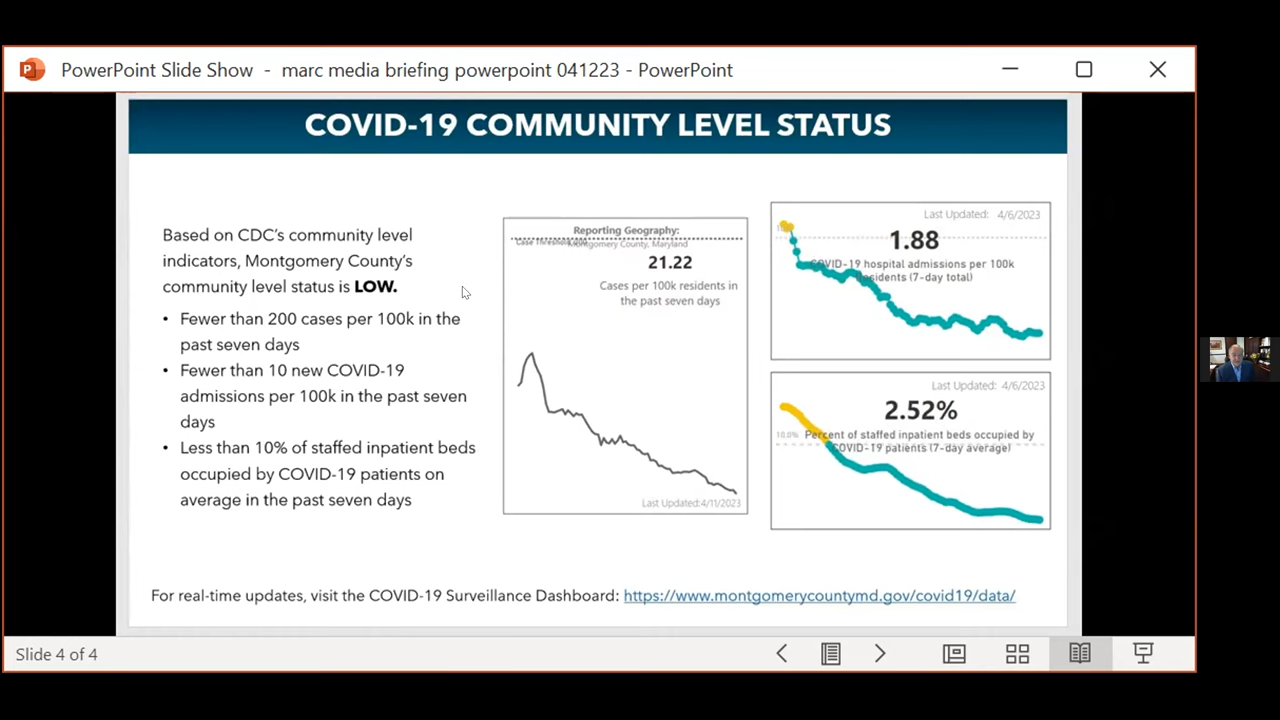 PowerPoint Slide Show - marc media briefing powerpoint 041223 - PowerPoint
COVID-19 COMMUNITY LEVEL STATUS
Based on CDC's community level
indicators, Montgomery County's
community level status is LOW.
• Fewer than 200 cases per 100k in the
past seven days
• Fewer than 10 new COVID-19
admissions per 100k in the past seven
days
• Less than 10% of staffed inpatient beds
occupied by COVID-19 patients on
average in the past seven days
Reporting Geography:
Case Threshold
Montgomery County, Maryland
21.22
Cases per 100k residents in
the past seven days
Last Updated:4/11/2023
Last Updated: 4/6/2023
1.88
COVID-19 hospital admissions per 100k
Residents (7-day total)
Last Updated: 4/6/2023
2.52%
10.0%
Percent of staffed inpatient beds occupied by
COVID-19 patients (7-day average)
For real-time updates, visit the COVID-19 Surveillance Dashboard: https://www.montgomerycountymd.gov/covid19/data/
Slide 4 of 4